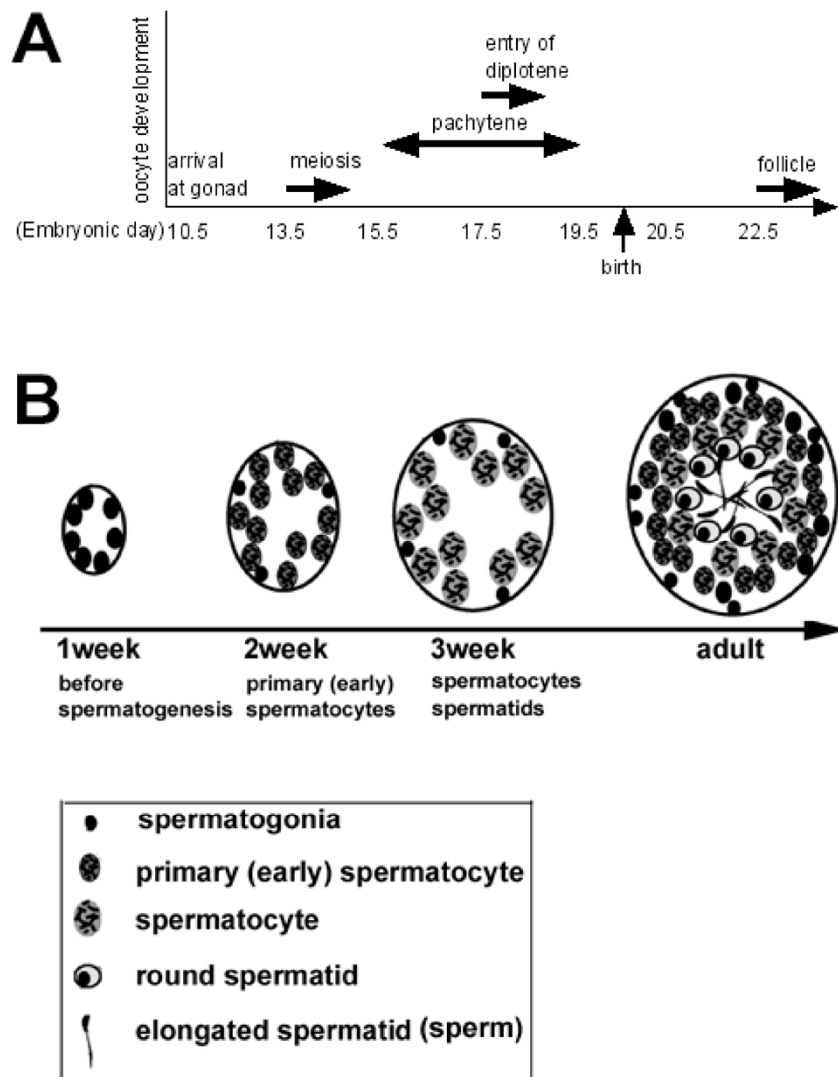 A
oocyte development
entry of
diplotene
pachytene
arrival
at gonad
meiosis
follicle
(Embryonic day) 10.5 13.5 15.5 17.5 19.5 20.5 22.5
birth
B
1week 2week 3week adult
before
spermatogenesis
primary (early)
spermatocytes
spermatocytes
spermatids
spermatogonia
primary (early) spermatocyte
spermatocyte
round spermatid
elongated spermatid (sperm)